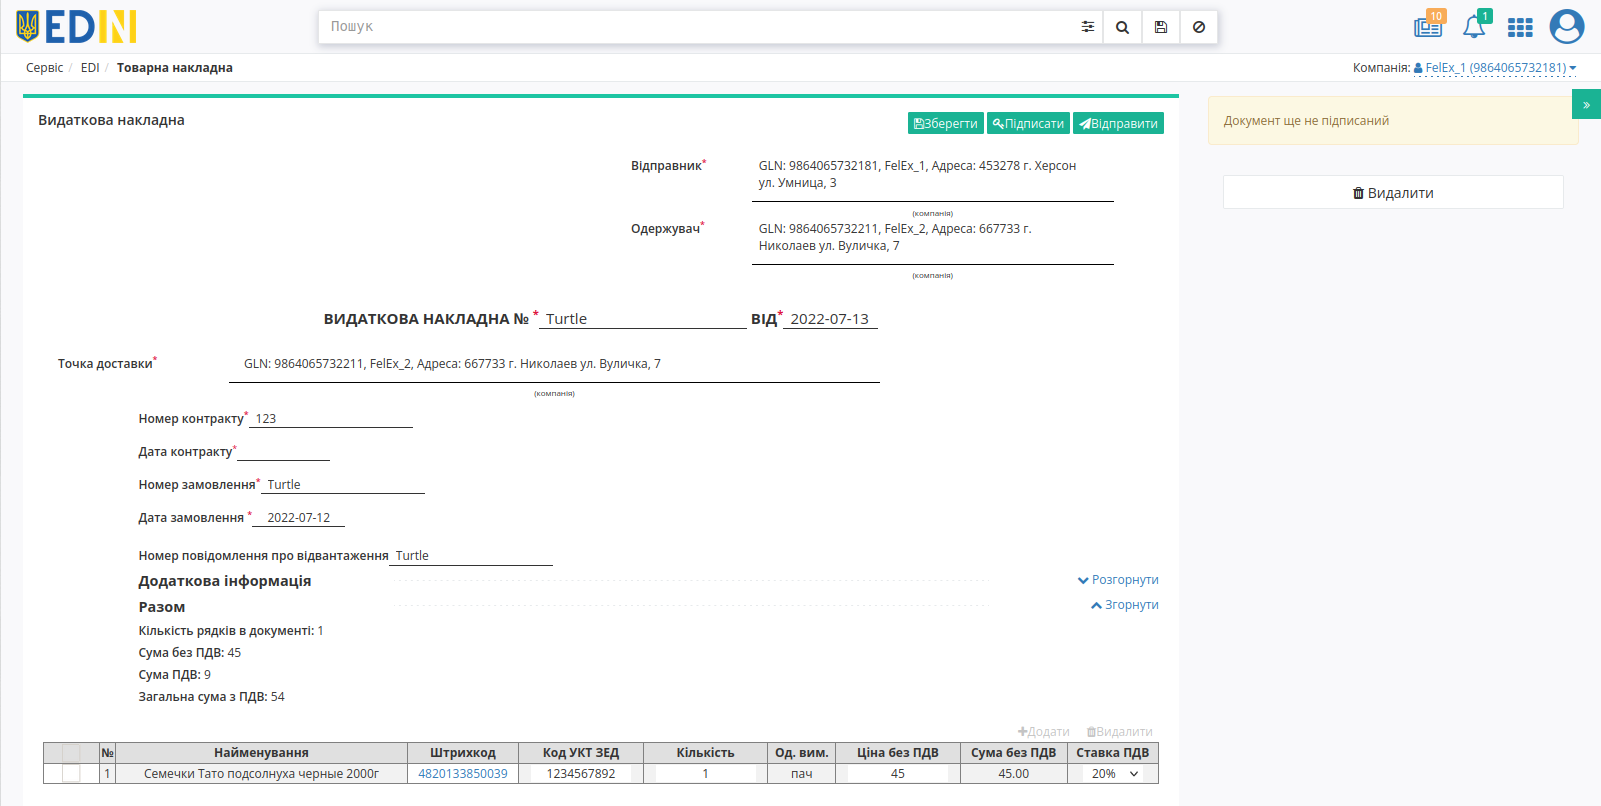 EDIN
Пошук
10
1
Сервіс / EDI / Товарна накладна
Компанія: FelEx_1 (9864065732181)
Видаткова накладна
Зберегти Підписати Відправити
»
Документ ще не підписаний
Видалити
Відправник* GLN: 9864065732181, FelEx_1, Адреса: 453278 г. Херсон
ул. Умница, 3
(компанія)
Одержувач* GLN: 9864065732211, FelEx_2, Адреса: 667733 г.
Николаев ул. Вуличка, 7
(компанія)
ВИДАТКОВА НАКЛАДНА № * Turtle ВІД* 2022-07-13
Точка доставки* GLN: 9864065732211, FelEx_2, Адреса: 667733 г. Николаев ул. Вуличка, 7
(компанія)
Номер контракту* 123
Дата контракту*
Номер замовлення* Turtle
Дата замовлення * 2022-07-12
Номер повідомлення про відвантаження Turtle
Додаткова інформація Розгорнути
Разом Згорнути
Кількість рядків в документі: 1
Сума без ПДВ: 45
Сума ПДВ: 9
Загальна сума з ПДВ: 54
+Додати Видалити
№ Найменування Штрихкод Код УКТ ЗЕД Кількість Од. вим. Ціна без ПДВ Сума без ПДВ Ставка ПДВ
1 Семечки Тато подсолнуха черные 2000г 4820133850039 1234567892 1 пач 45 45.00 20%